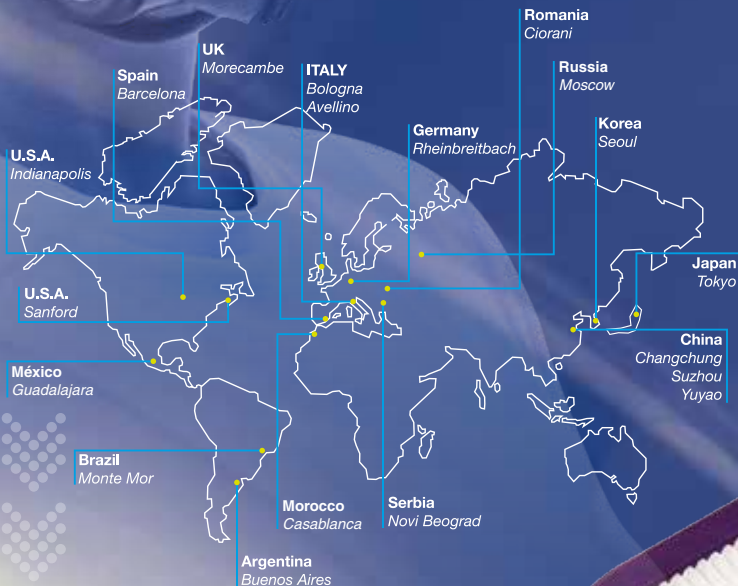 Romania
Ciorani
UK
Morecambe
ITALY
Bologna
Avellino
Russia
Moscow
Spain
Barcelona
Germany
Rheinbreitbach
Korea
Seoul
U.S.A.
Indianapolis
Japan
Tokyo
U.S.A.
Sanford
China
Changchung
Suzhou
Yuyao
México
Guadalajara
Brazil
Monte Mor
Morocco
Casablanca
Serbia
Novi Beograd
Argentina
Buenos Aires